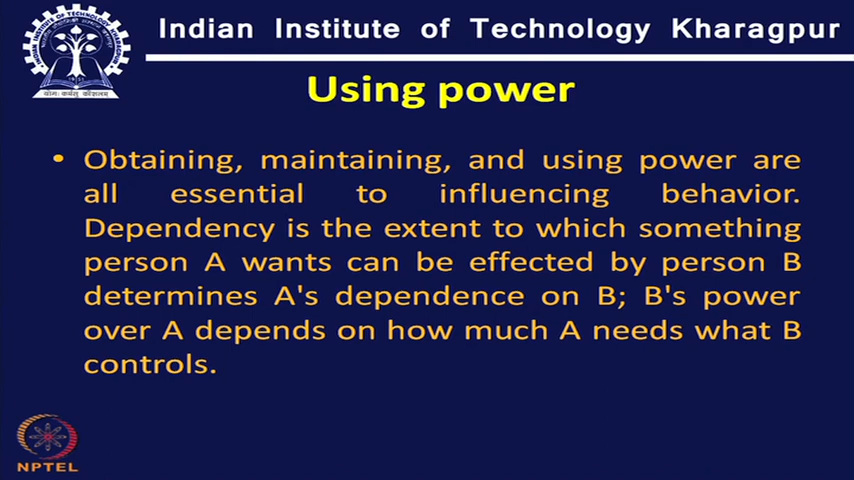 Indian Institute of Technology Kharagpur
Using power
• Obtaining, maintaining, and using power are
all essential to influencing behavior.
Dependency is the extent to which something
person A wants can be effected by person B
determines A's dependence on B; B's power
over A depends on how much A needs what B
controls.
NPTEL